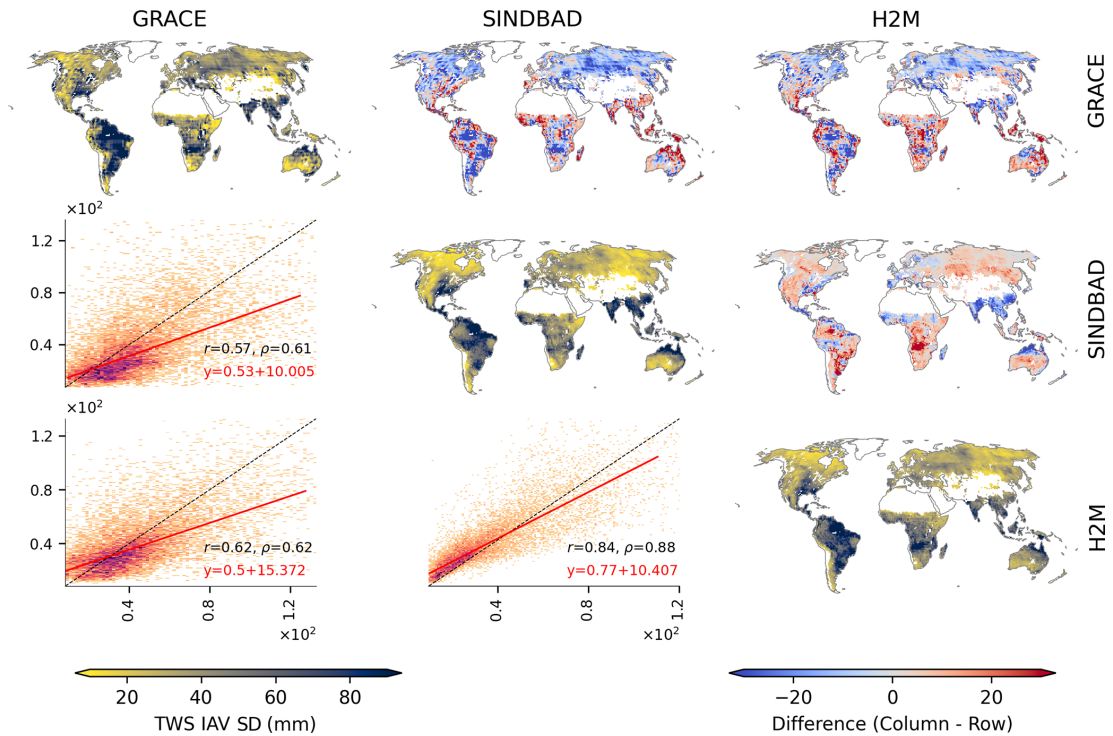 GRACE
SINDBAD
H2M
GRACE
×10²
1.2
0.8
0.4
r=0.57, ρ=0.61
y=0.53+10.005
SINDBAD
×10²
1.2
0.8
0.4
r=0.62, ρ=0.62
y=0.5+15.372
r=0.84, ρ=0.88
y=0.77+10.407
H2M
0.4
0.8
1.2
×10²
0.4
0.8
1.2
×10²
20
40
60
80
TWS IAV SD (mm)
−20
0
20
Difference (Column - Row)